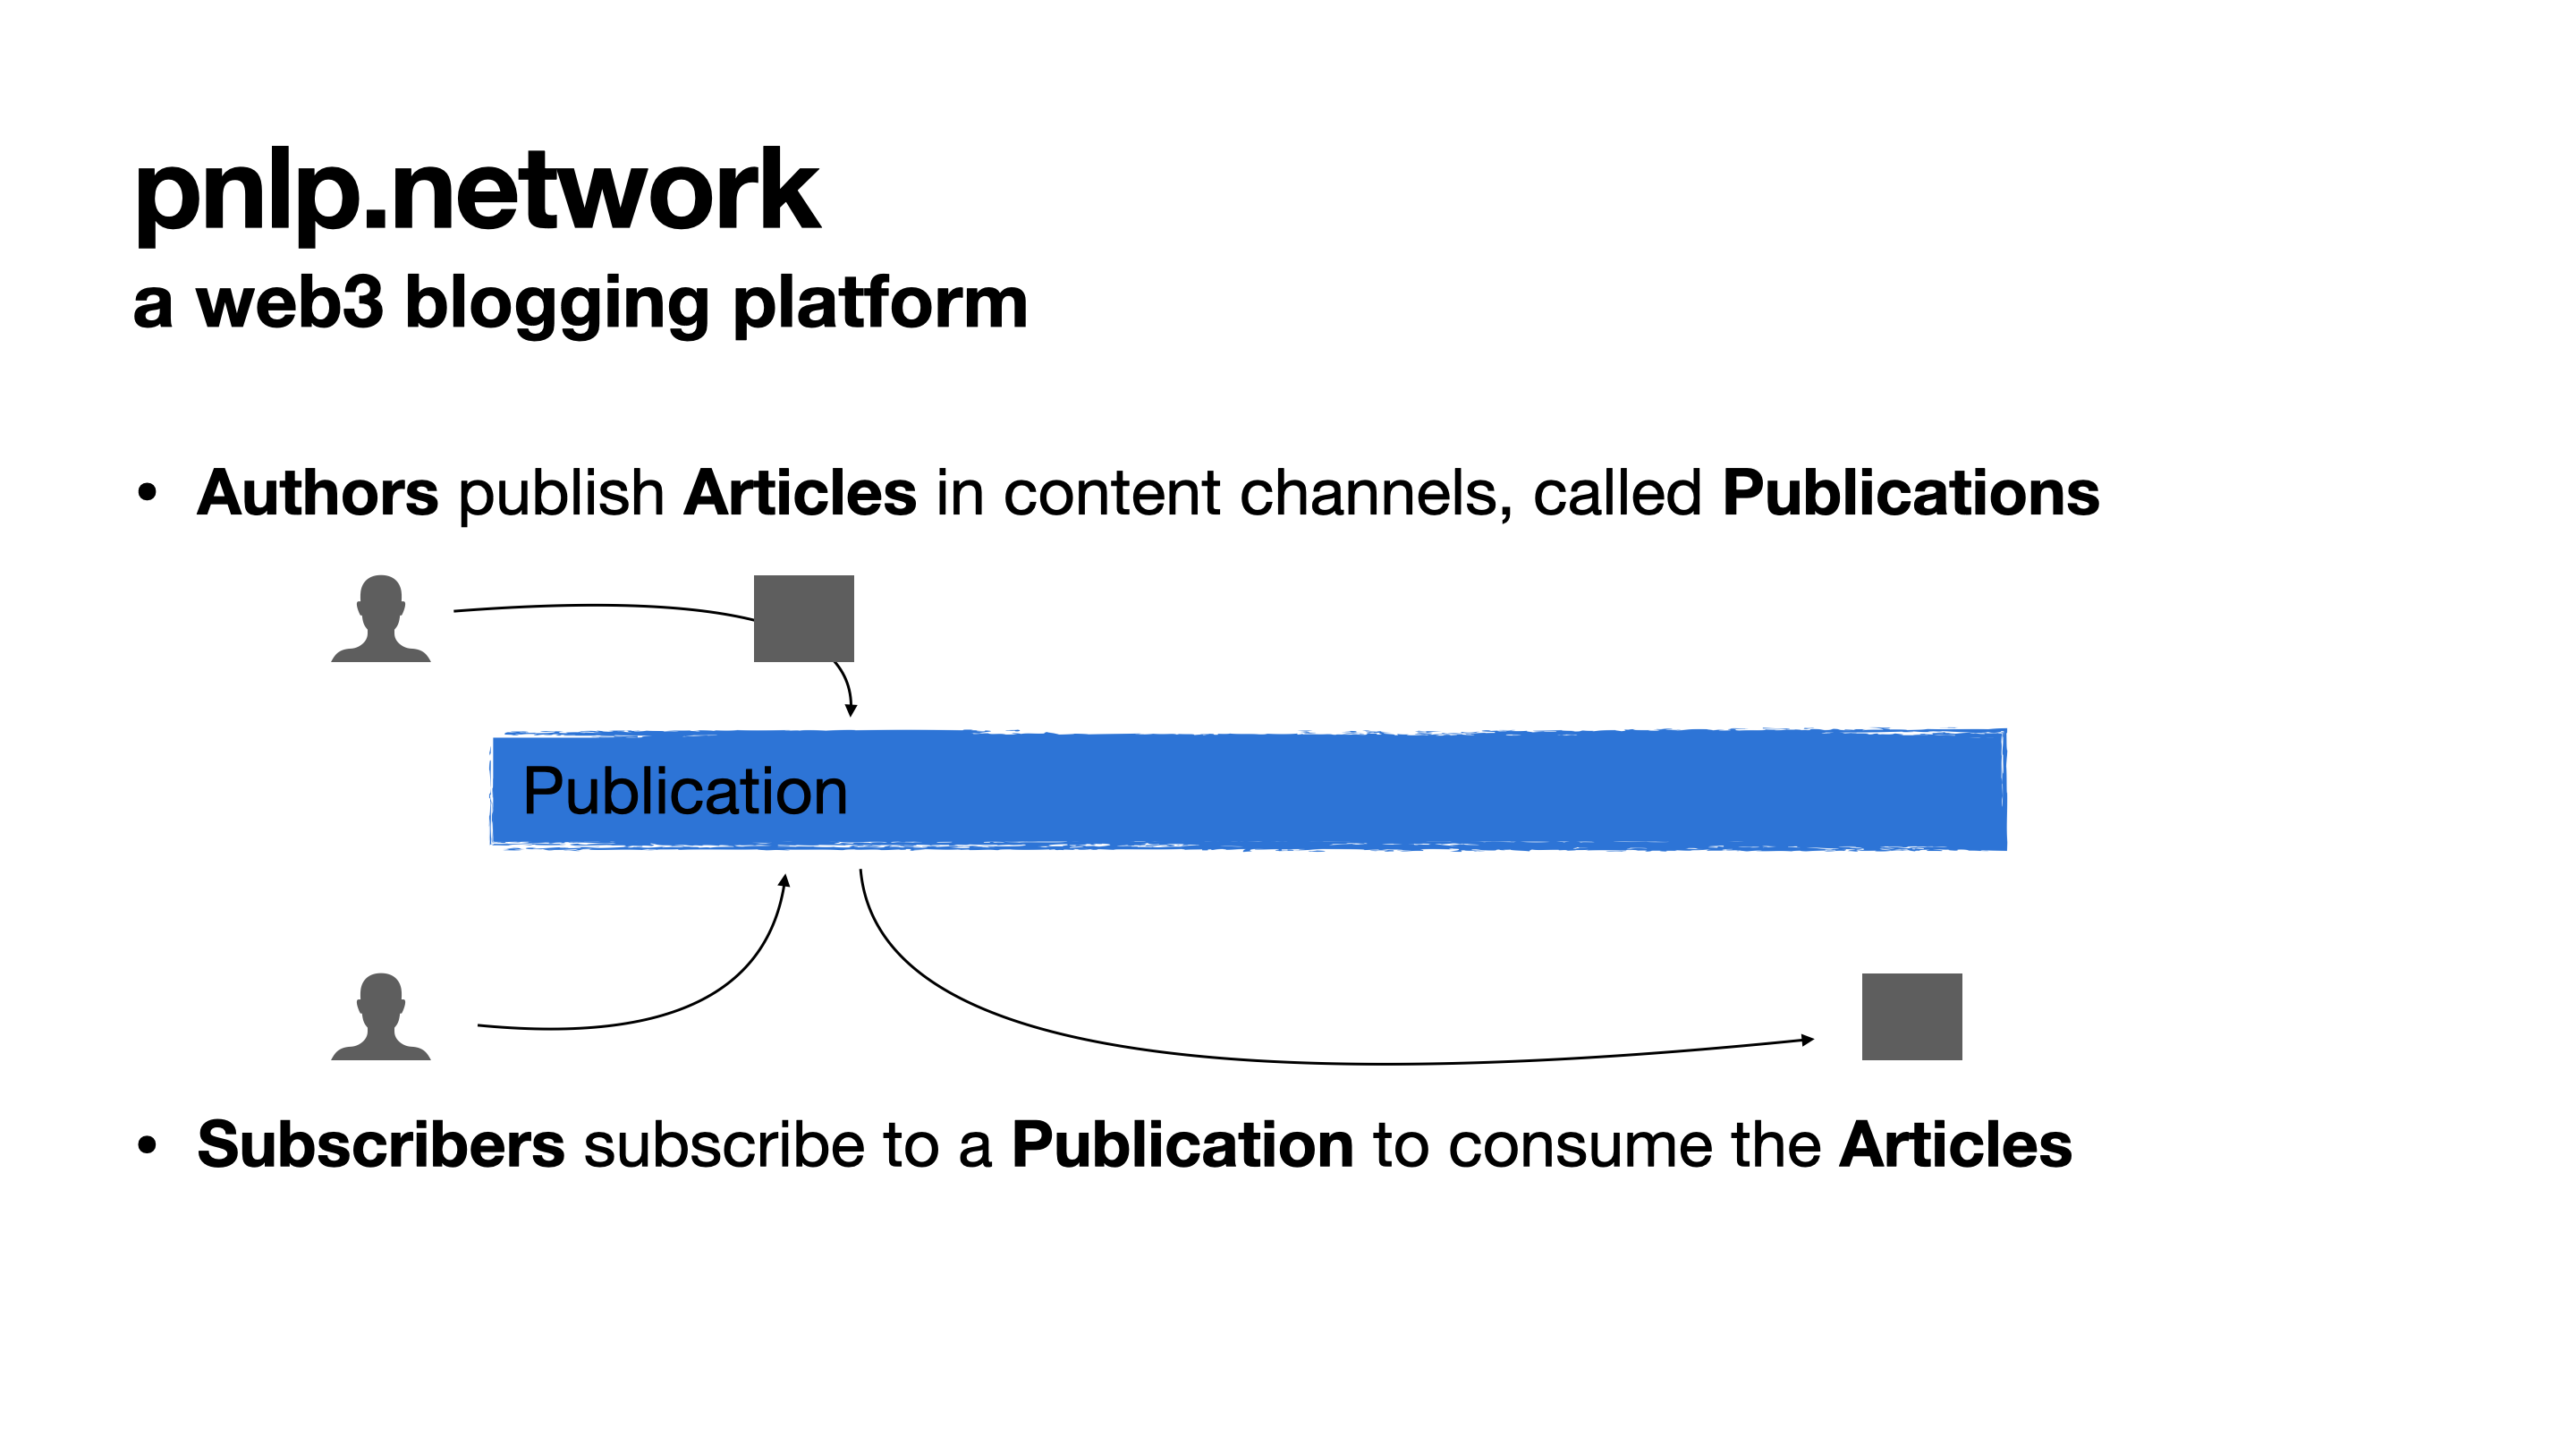 pnlp.network
a web3 blogging platform
• Authors publish Articles in content channels, called Publications
Publication
• Subscribers subscribe to a Publication to consume the Articles